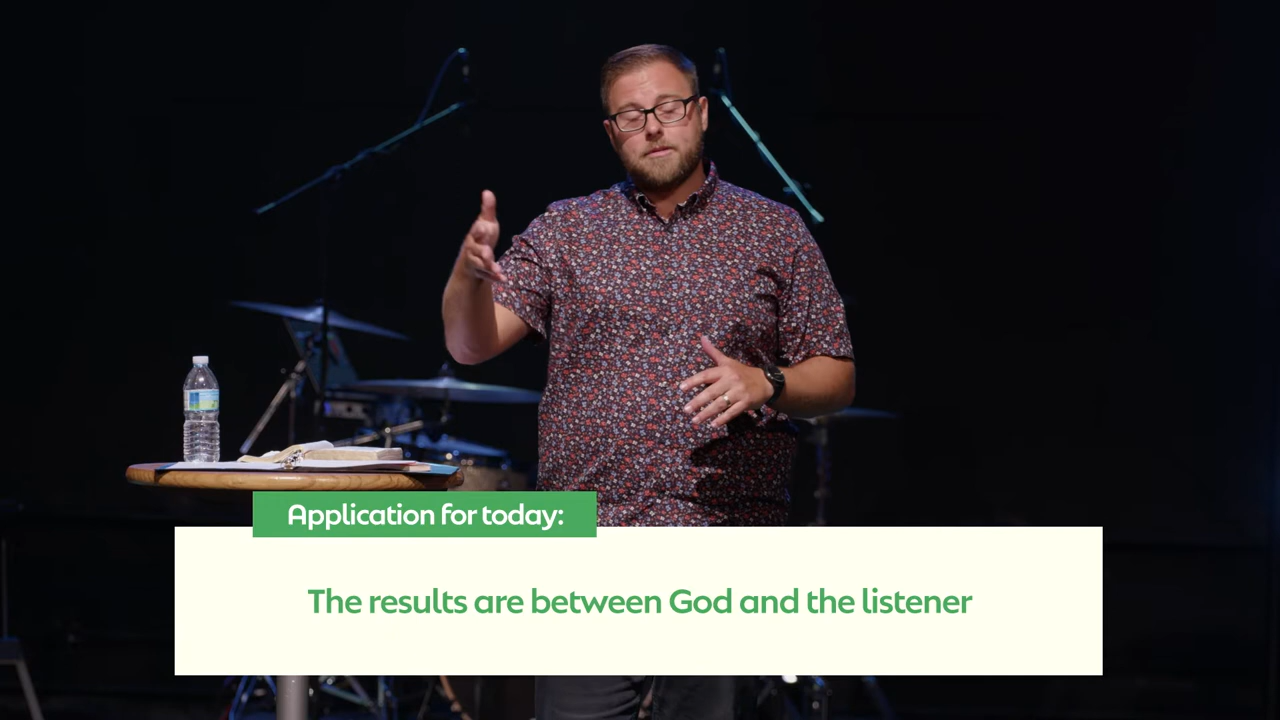 Application for today:
The results are between God and the listener